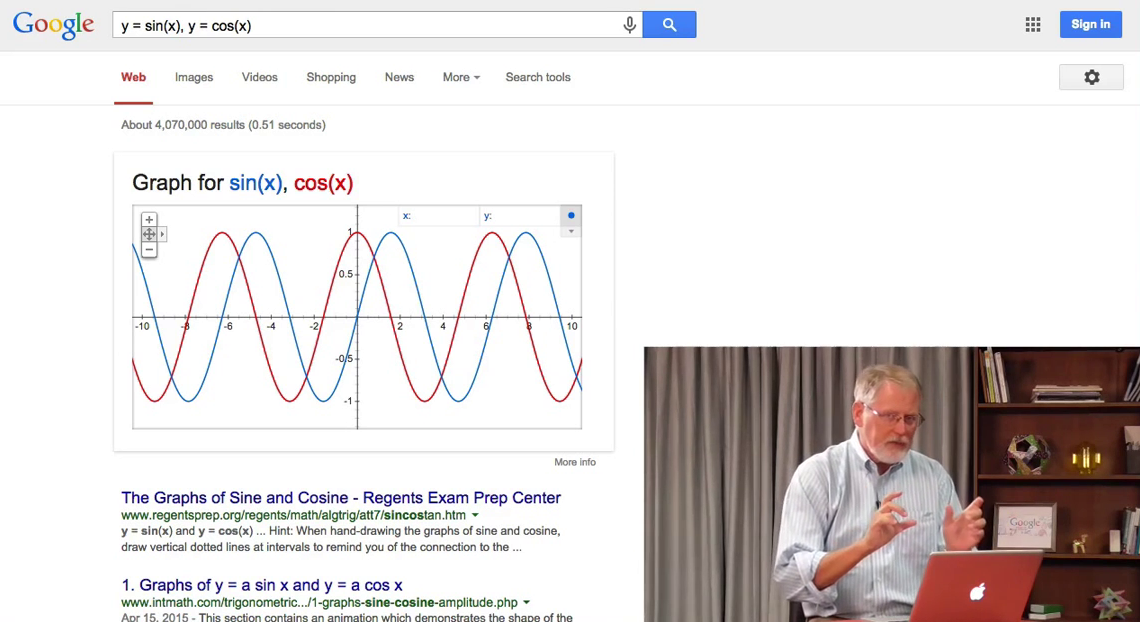 Google
y = sin(x), y = cos(x)
Sign in
Web Images Videos Shopping News More Search tools
About 4,070,000 results (0.51 seconds)
Graph for sin(x), cos(x)
x: y:
1
0.5
-10 -8 -6 -4 -2 2 4 6 8 10
-0.5
-1
More info
The Graphs of Sine and Cosine - Regents Exam Prep Center
www.regentsprep.org/regents/math/algtrig/att7/sincostan.htm
y = sin(x) and y = cos(x) ... Hint: When hand-drawing the graphs of sine and cosine,
draw vertical dotted lines at intervals to remind you of the connection to the ...
1. Graphs of y = a sin x and y = a cos x
www.intmath.com/trigonometric.../1-graphs-sine-cosine-amplitude.php
Apr 15, 2015 - This section contains an animation which demonstrates the shape of the
Google